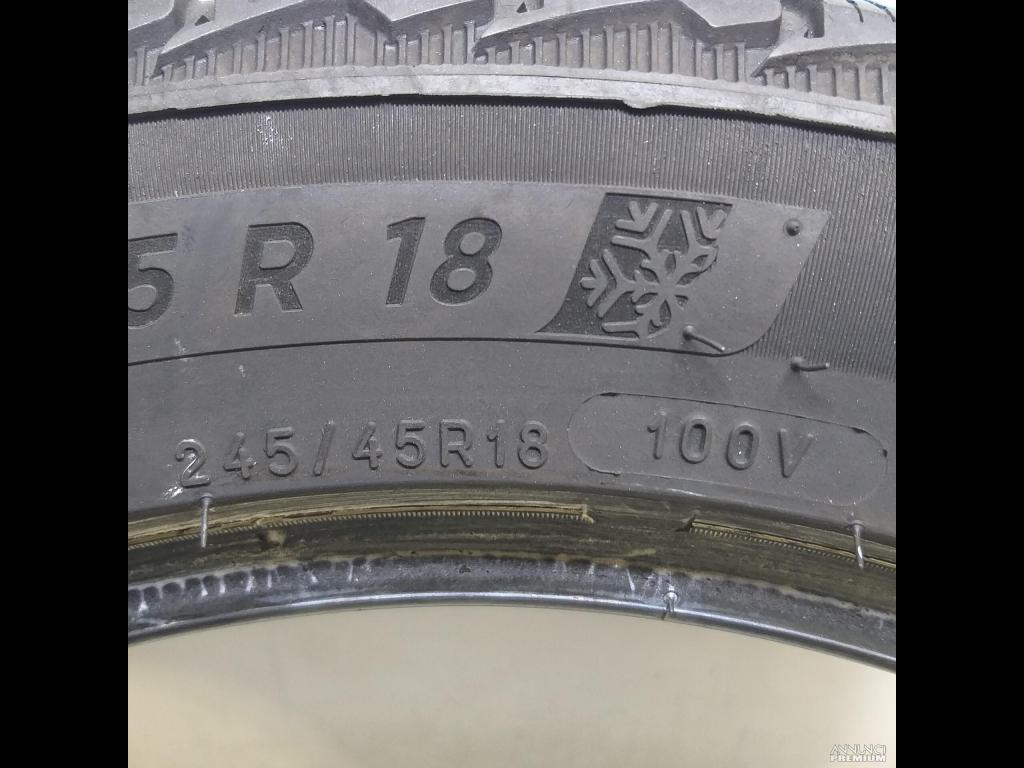 5 R 18
245/45R18 100V
ANNUNCI
PREMIUM